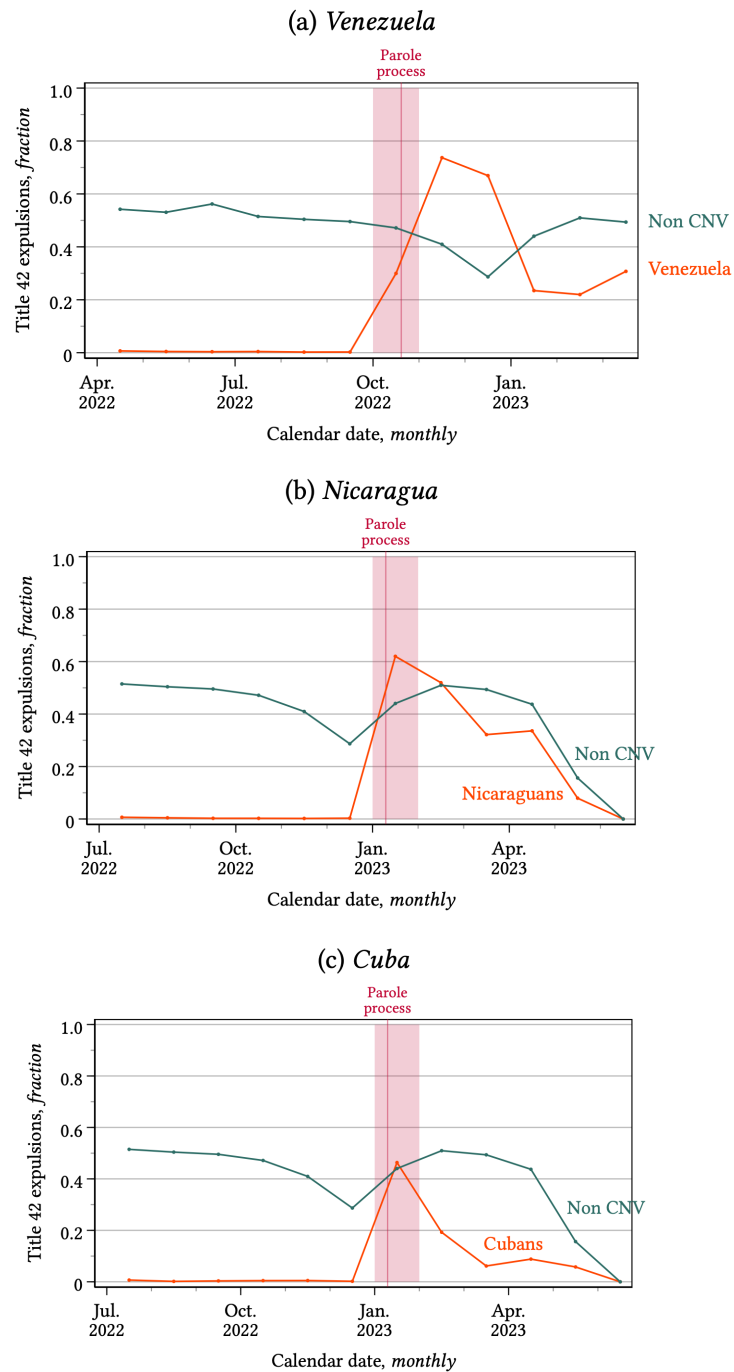 (a) Venezuela
Parole
process
1.0
0.8
0.6
0.4
0.2
0
Title 42 expulsions, fraction
Non CNV
Venezuela
Apr.
2022
Jul.
2022
Oct.
2022
Jan.
2023
Calendar date, monthly
(b) Nicaragua
Parole
process
1.0
0.8
0.6
0.4
0.2
0
Title 42 expulsions, fraction
Non CNV
Nicaraguans
Jul.
2022
Oct.
2022
Jan.
2023
Apr.
2023
Calendar date, monthly
(c) Cuba
Parole
process
1.0
0.8
0.6
0.4
0.2
0
Title 42 expulsions, fraction
Non CNV
Cubans
Jul.
2022
Oct.
2022
Jan.
2023
Apr.
2023
Calendar date, monthly